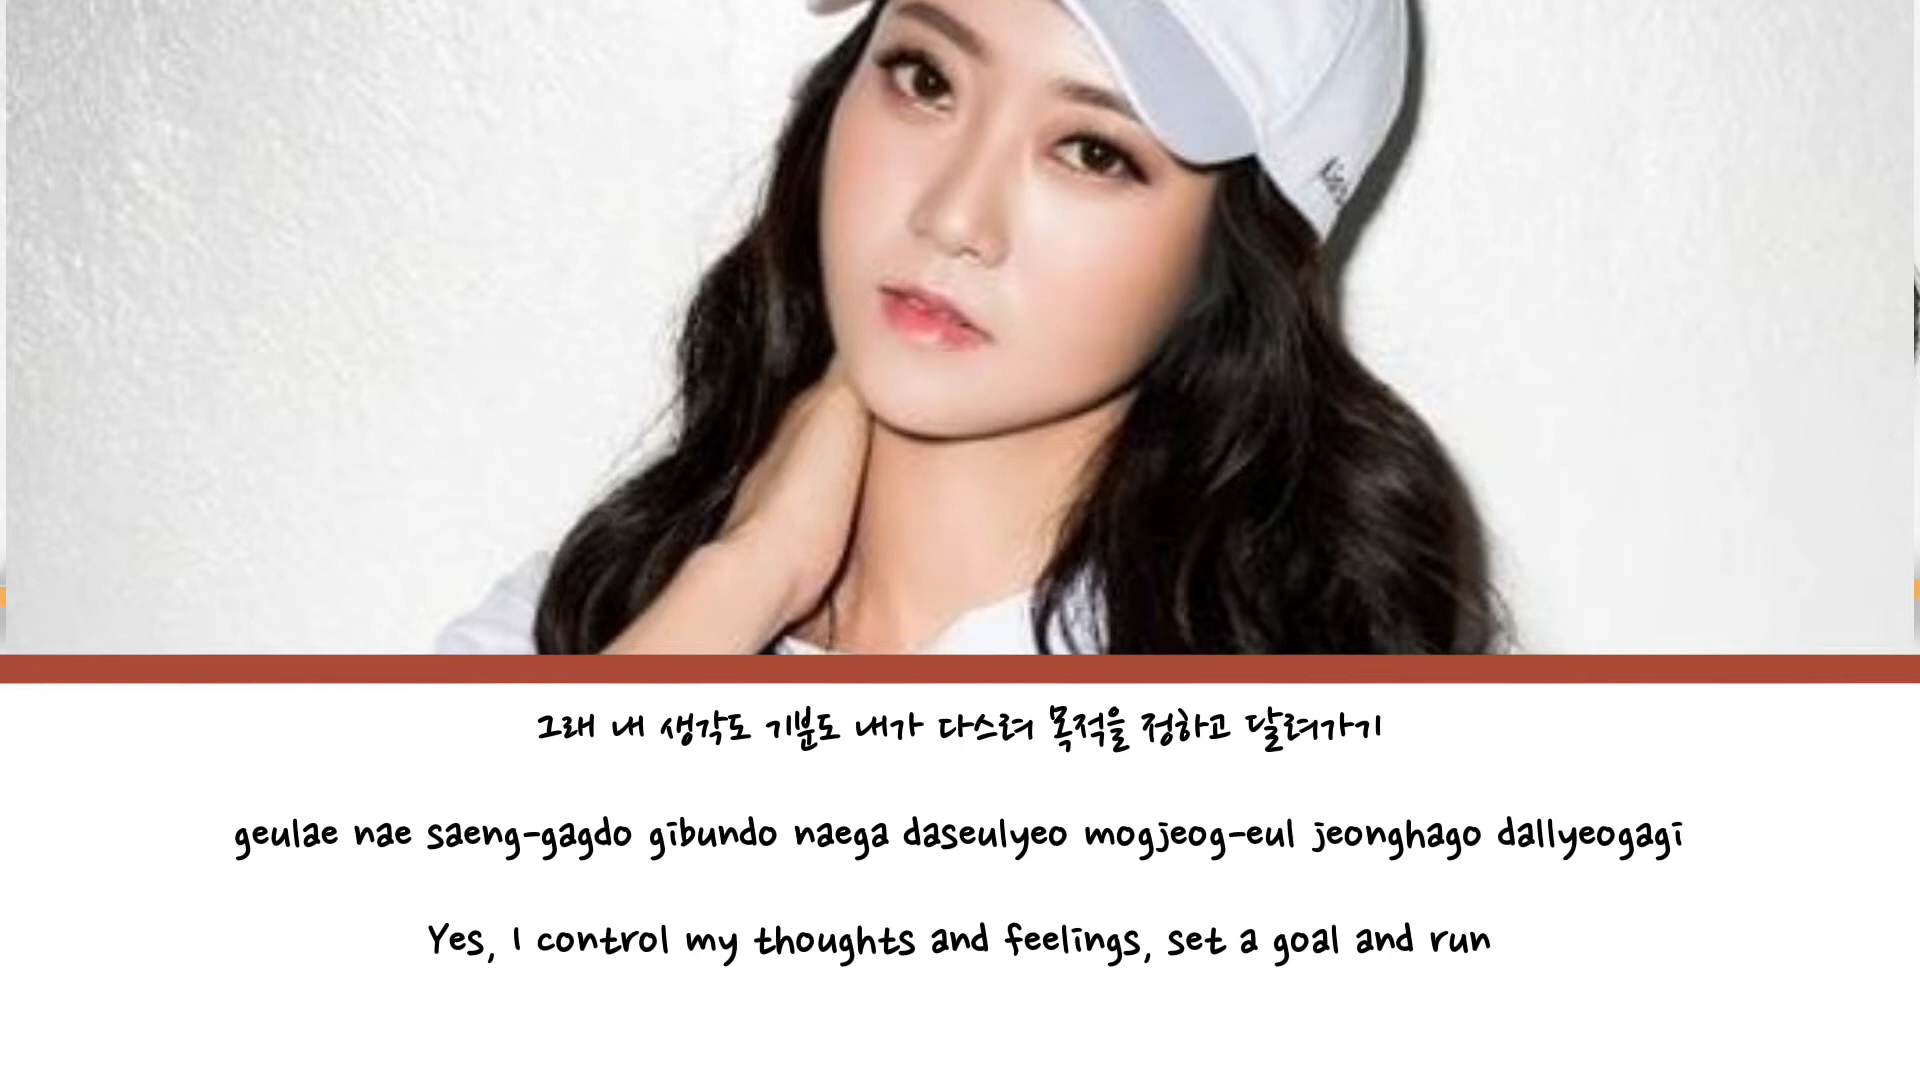 그래 내 생각도 기분도 내가 다스려 목적을 정하고 달려가기
geulae nae saeng-gagdo gibundo naega daseulyeo mogjeog-eul jeonghago dallyeogagi
Yes, I control my thoughts and feelings, set a goal and run